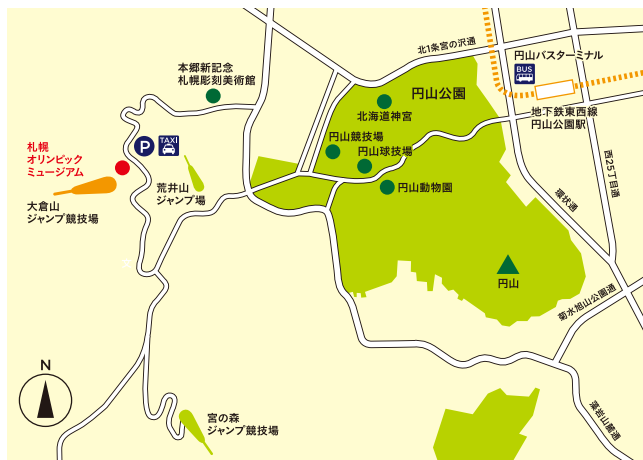 北1条宮の沢通
円山バスターミナル
BUS
本郷新記念
札幌彫刻美術館
円山公園
北海道神宮
地下鉄東西線
円山公園駅
円山競技場
円山球技場
P
TAXI
札幌
オリンピック
ミュージアム
西25丁目通
荒井山
ジャンプ場
円山動物園
大倉山
ジャンプ競技場
環状通
円山
菊水旭山公園通
N
宮の森
ジャンプ競技場
藻岩山麓通